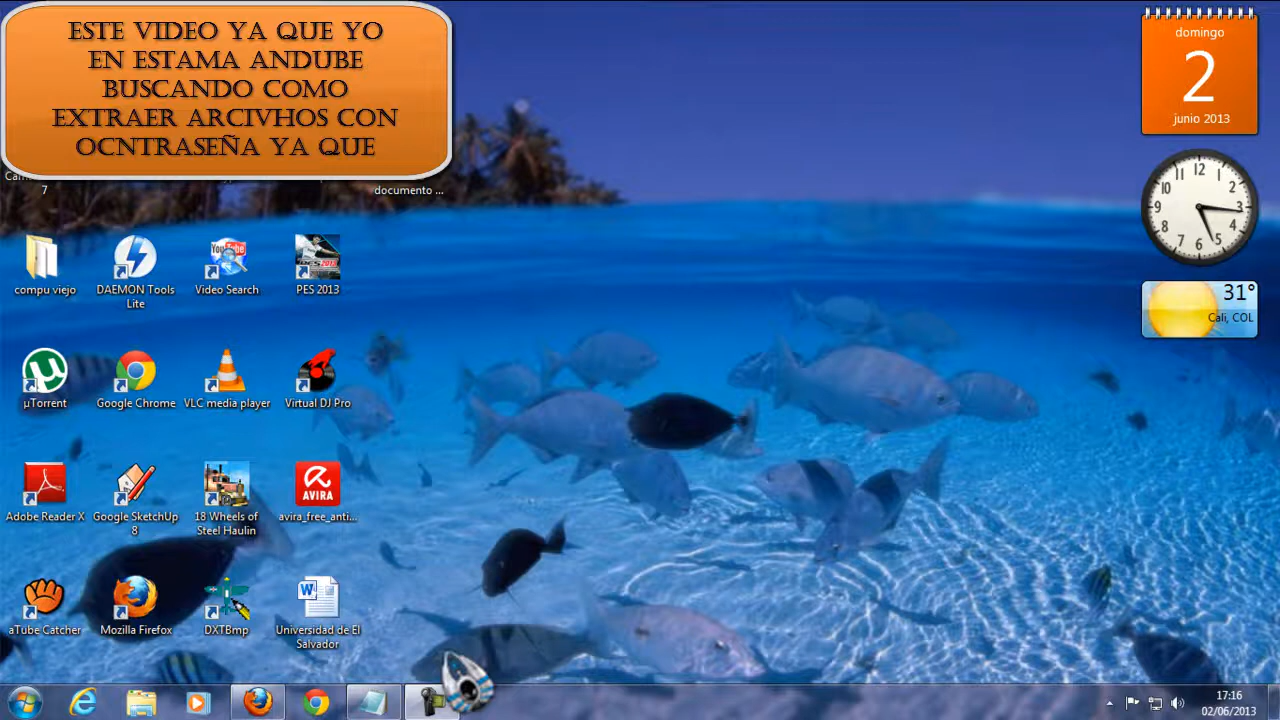 ESTE VIDEO YA QUE YO
EN ESTAMA ANDUBE
BUSCANDO COMO
EXTRAER ARCIVHOS CON
OCNTRASEÑA YA QUE
domingo
2
junio 2013
12
1
2
3
4
5
6
7
8
9
10
11
31°
Cali, COL
7
documento ...
compu viejo
DAEMON Tools
Lite
YouTube
Video Search
PES 2013
µTorrent
Google Chrome
VLC media player
Virtual DJ Pro
Adobe Reader X
Google SketchUp
8
18 Wheels of
Steel Haulin
AVIRA
avira_free_anti...
aTube Catcher
Mozilla Firefox
DXTBmp
Universidad de El
Salvador
17:16
02/06/2013